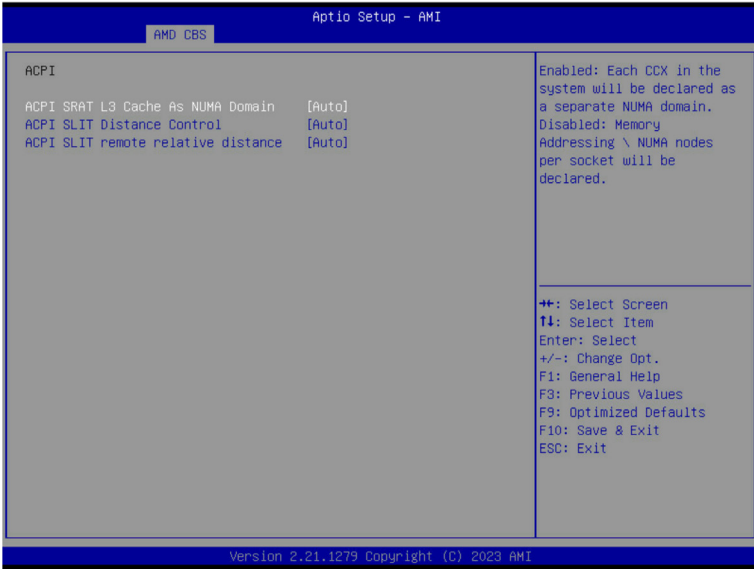 Aptio Setup - AMI
AMD CBS
ACPI
ACPI SRAT L3 Cache As NUMA Domain [Auto]
ACPI SLIT Distance Control [Auto]
ACPI SLIT remote relative distance [Auto]
Enabled: Each CCX in the
system will be declared as
a separate NUMA domain.
Disabled: Memory
Addressing \ NUMA nodes
per socket will be
declared.
→←: Select Screen
↑↓: Select Item
Enter: Select
+/-: Change Opt.
F1: General Help
F3: Previous Values
F9: Optimized Defaults
F10: Save & Exit
ESC: Exit
Version 2.21.1279 Copyright (C) 2023 AMI